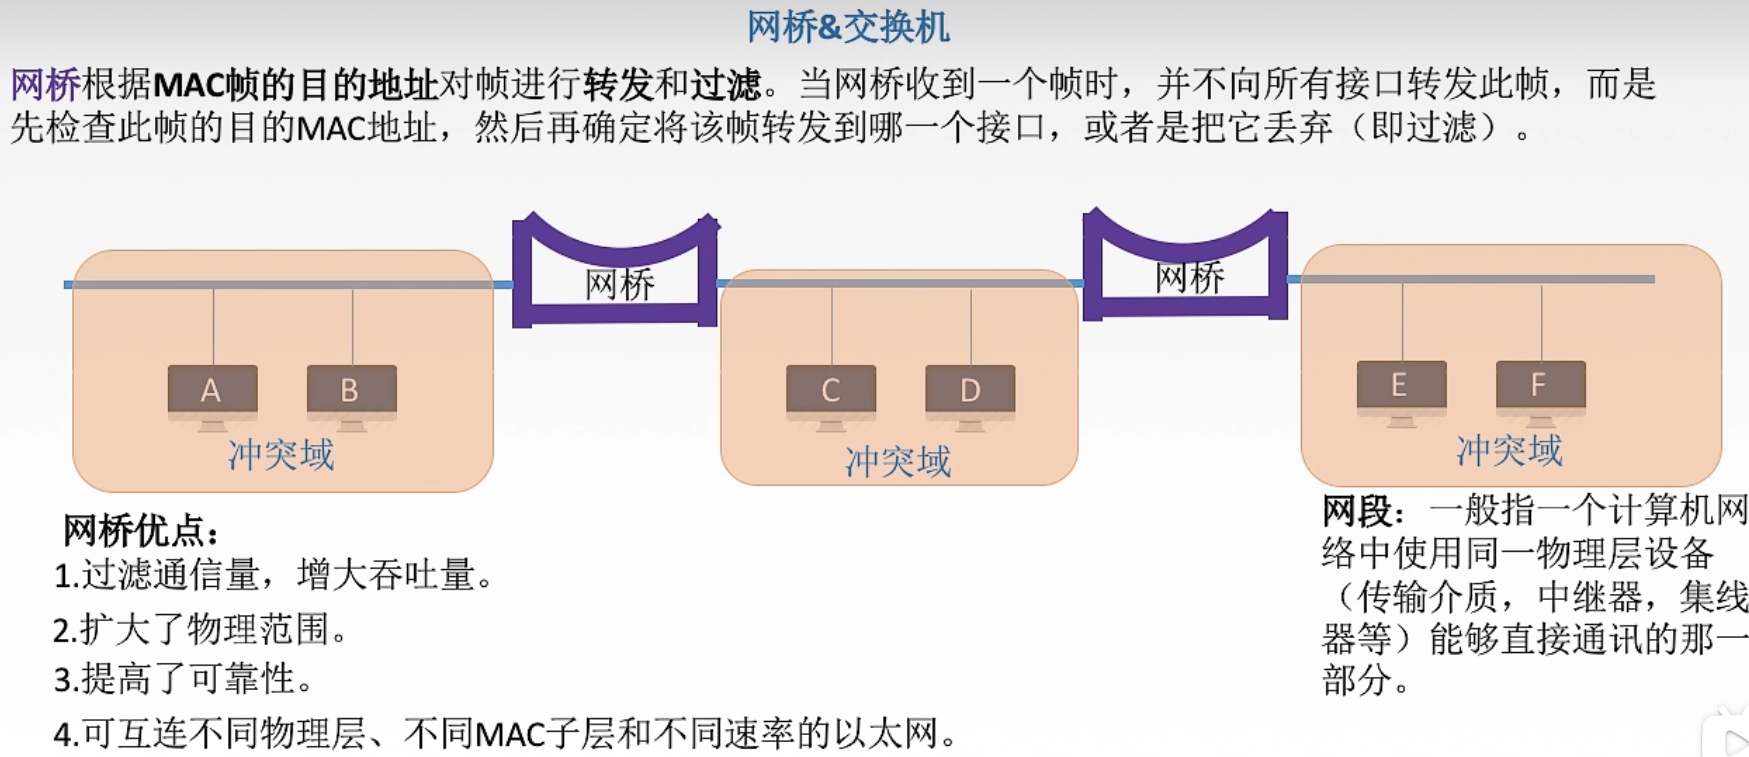 网桥&交换机
网桥根据MAC帧的目的地址对帧进行转发和过滤。当网桥收到一个帧时，并不向所有接口转发此帧，而是
先检查此帧的目的MAC地址，然后再确定将该帧转发到哪一个接口，或者是把它丢弃（即过滤）。
网桥
网桥
A
B
C
D
E
F
冲突域
冲突域
冲突域
网桥优点：
1.过滤通信量，增大吞吐量。
2.扩大了物理范围。
3.提高了可靠性。
4.可互连不同物理层、不同MAC子层和不同速率的以太网。
网段：一般指一个计算机网
络中使用同一物理层设备
（传输介质，中继器，集线
器等）能够直接通讯的那一
部分。